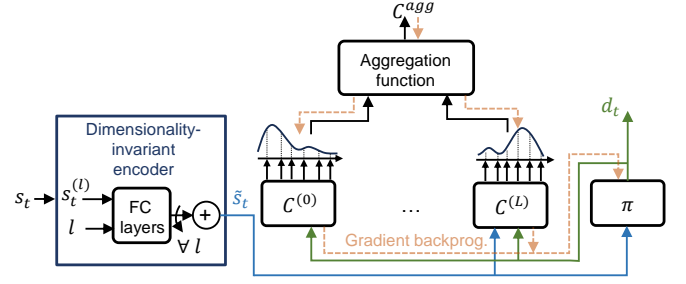 C^{agg}
Aggregation
function
d_t
Dimensionality-
invariant
encoder
s_t
s_t^{(l)}
l
FC
layers
+
∀ l
s̃_t
C^{(0)}
...
C^{(L)}
π
Gradient backprog.